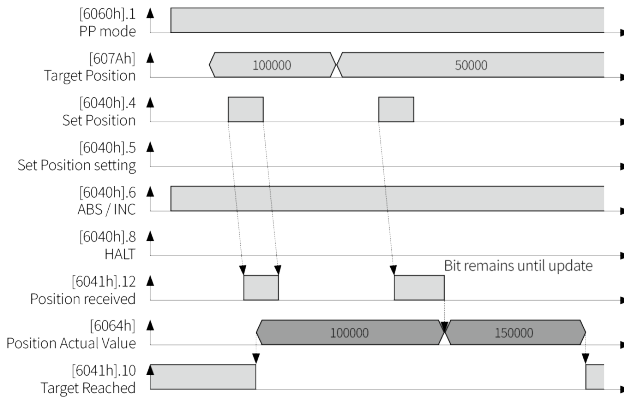 [6060h].1
PP mode
[607Ah]
Target Position
100000
50000
[6040h].4
Set Position
[6040h].5
Set Position setting
[6040h].6
ABS / INC
[6040h].8
HALT
Bit remains until update
[6041h].12
Position received
[6064h]
Position Actual Value
100000
150000
[6041h].10
Target Reached